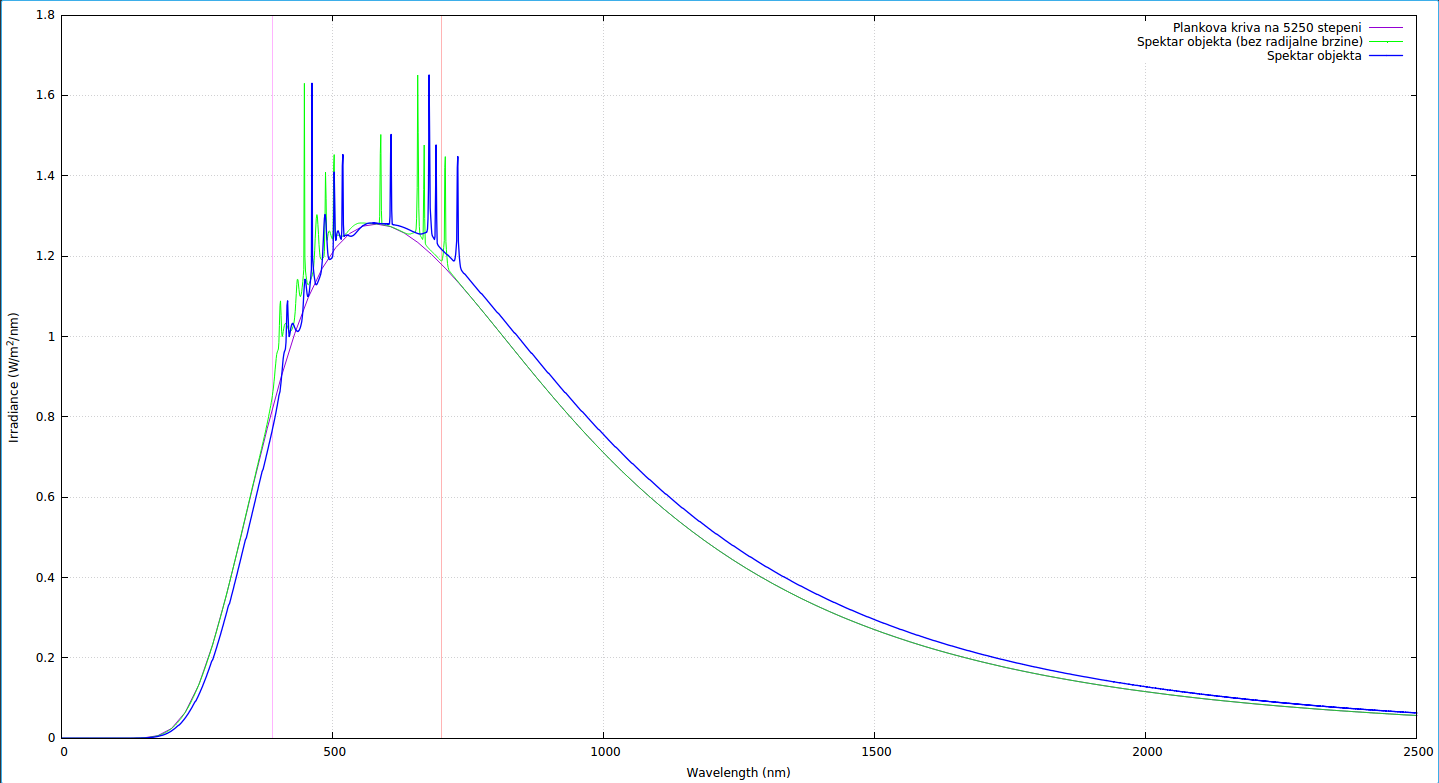 1.8
1.6
1.4
1.2
1
0.8
0.6
0.4
0.2
0
Irradiance (W/m²/nm)
Plankova kriva na 5250 stepeni
Spektar objekta (bez radijalne brzine)
Spektar objekta
0 500 1000 1500 2000 2500
Wavelength (nm)